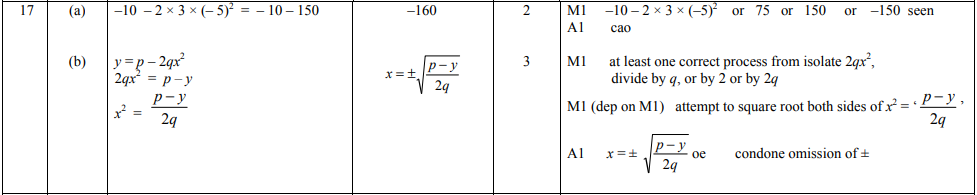 17 (a) –10 – 2 × 3 × (– 5)² = – 10 – 150 –160 2 M1 –10 – 2 × 3 × (–5)² or 75 or 150 or –150 seen
A1 cao
(b) y = p – 2qx² x = ±√((p – y)/(2q)) 3 M1 at least one correct process from isolate 2qx²,
2qx² = p – y divide by q, or by 2 or by 2q
x² = (p – y)/(2q) M1 (dep on M1) attempt to square root both sides of x² = ‘(p – y)/(2q)’
A1 x = ± √((p – y)/(2q)) oe condone omission of ±